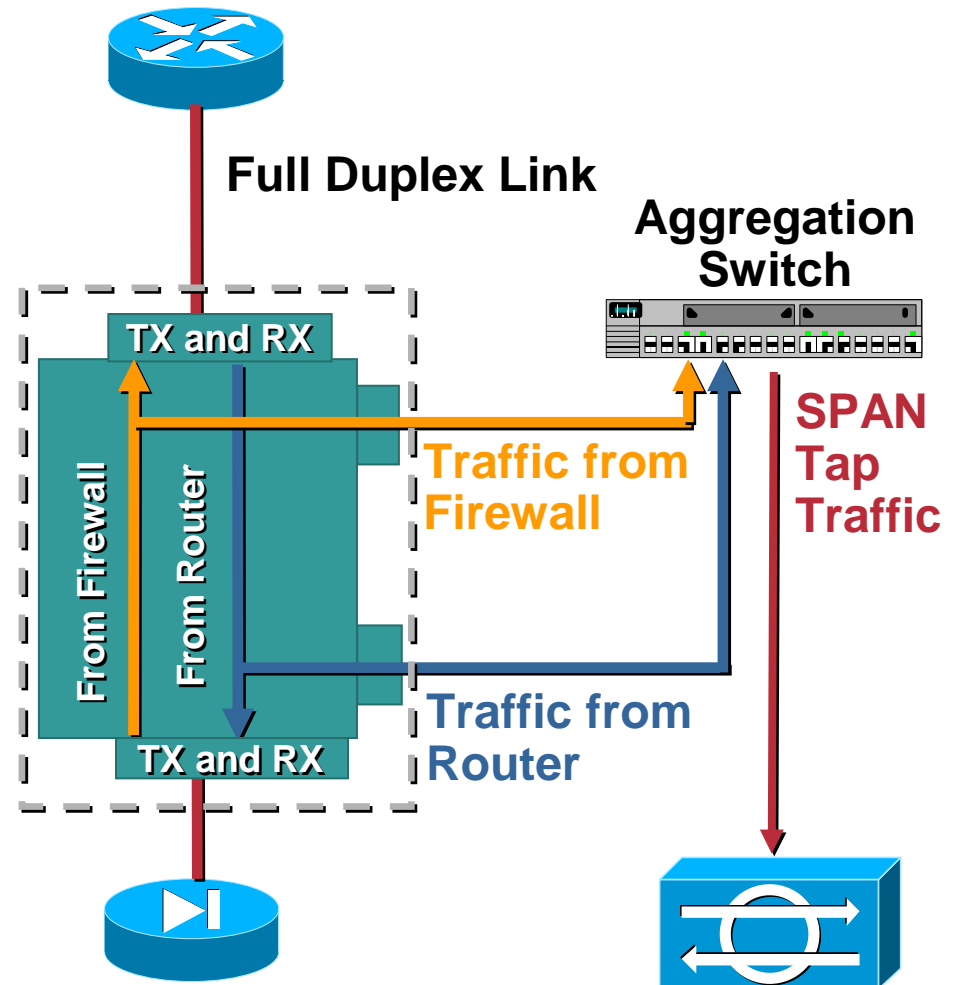 Full Duplex Link
Aggregation
Switch
TX and RX
From Firewall
From Router
Traffic from
Firewall
SPAN
Tap
Traffic
Traffic from
Router
TX and RX